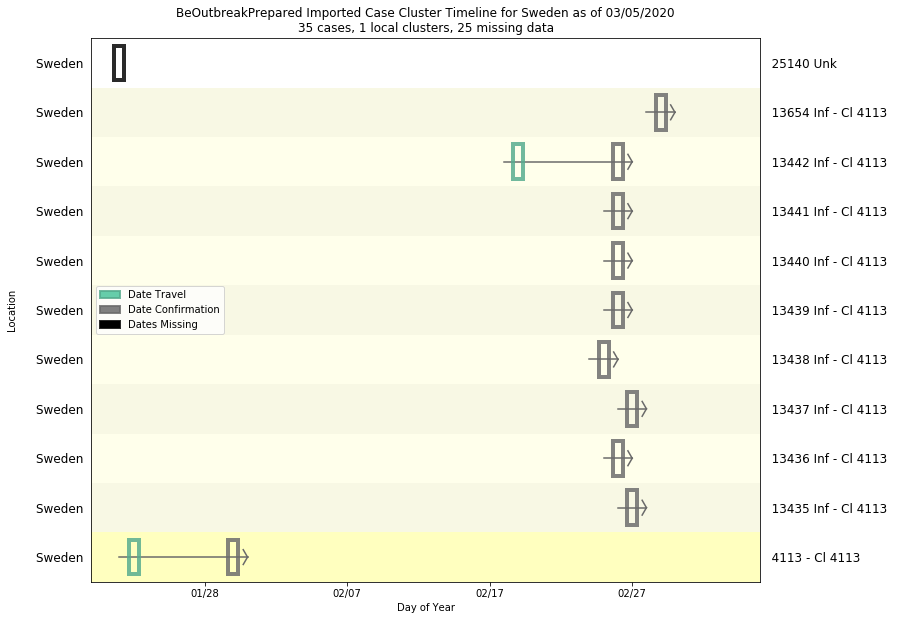 BeOutbreakPrepared Imported Case Cluster Timeline for Sweden as of 03/05/2020
35 cases, 1 local clusters, 25 missing data
Sweden 25140 Unk
Sweden 13654 Inf - Cl 4113
Sweden 13442 Inf - Cl 4113
Sweden 13441 Inf - Cl 4113
Sweden 13440 Inf - Cl 4113
Sweden 13439 Inf - Cl 4113
Sweden 13438 Inf - Cl 4113
Sweden 13437 Inf - Cl 4113
Sweden 13436 Inf - Cl 4113
Sweden 13435 Inf - Cl 4113
Sweden 4113 - Cl 4113
Location
Date Travel
Date Confirmation
Dates Missing
01/28 02/07 02/17 02/27
Day of Year